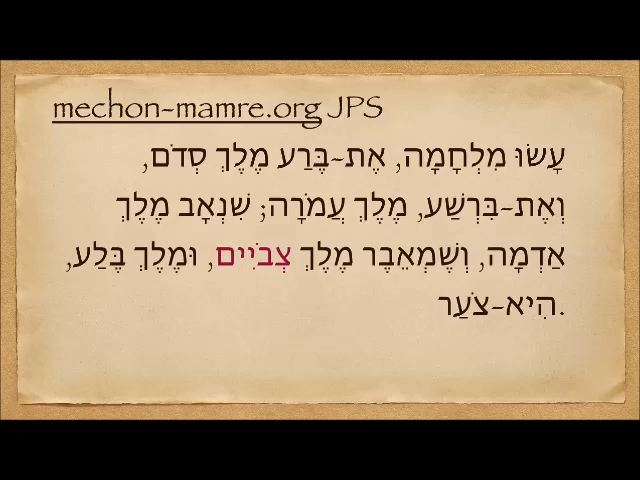 mechon-mamre.org JPS
עָשׂוּ מִלְחָמָה, אֶת-בֶּרַע מֶלֶךְ סְדֹם,
וְאֶת-בִּרְשַׁע, מֶלֶךְ עֲמֹרָה; שִׁנְאָב מֶלֶךְ
אַדְמָה, וְשֶׁמְאֵבֶר מֶלֶךְ צְבֹיִים, וּמֶלֶךְ בֶּלַע,
הִיא-צֹעַר.